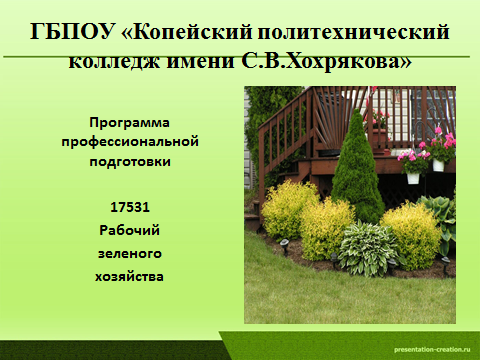 ГБПОУ «Копейский политехнический
колледж имени С.В.Хохрякова»
Программа
профессиональной
подготовки
17531
Рабочий
зеленого
хозяйства
presentation-creation.ru